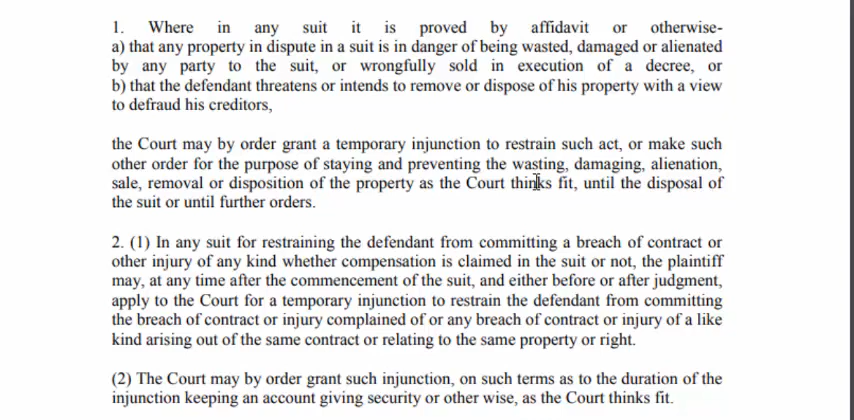 1. Where in any suit it is proved by affidavit or otherwise-
a) that any property in dispute in a suit is in danger of being wasted, damaged or alienated
by any party to the suit, or wrongfully sold in execution of a decree, or
b) that the defendant threatens or intends to remove or dispose of his property with a view
to defraud his creditors,
the Court may by order grant a temporary injunction to restrain such act, or make such
other order for the purpose of staying and preventing the wasting, damaging, alienation,
sale, removal or disposition of the property as the Court thinks fit, until the disposal of
the suit or until further orders.
2. (1) In any suit for restraining the defendant from committing a breach of contract or
other injury of any kind whether compensation is claimed in the suit or not, the plaintiff
may, at any time after the commencement of the suit, and either before or after judgment,
apply to the Court for a temporary injunction to restrain the defendant from committing
the breach of contract or injury complained of or any breach of contract or injury of a like
kind arising out of the same contract or relating to the same property or right.
(2) The Court may by order grant such injunction, on such terms as to the duration of the
injunction keeping an account giving security or other wise, as the Court thinks fit.